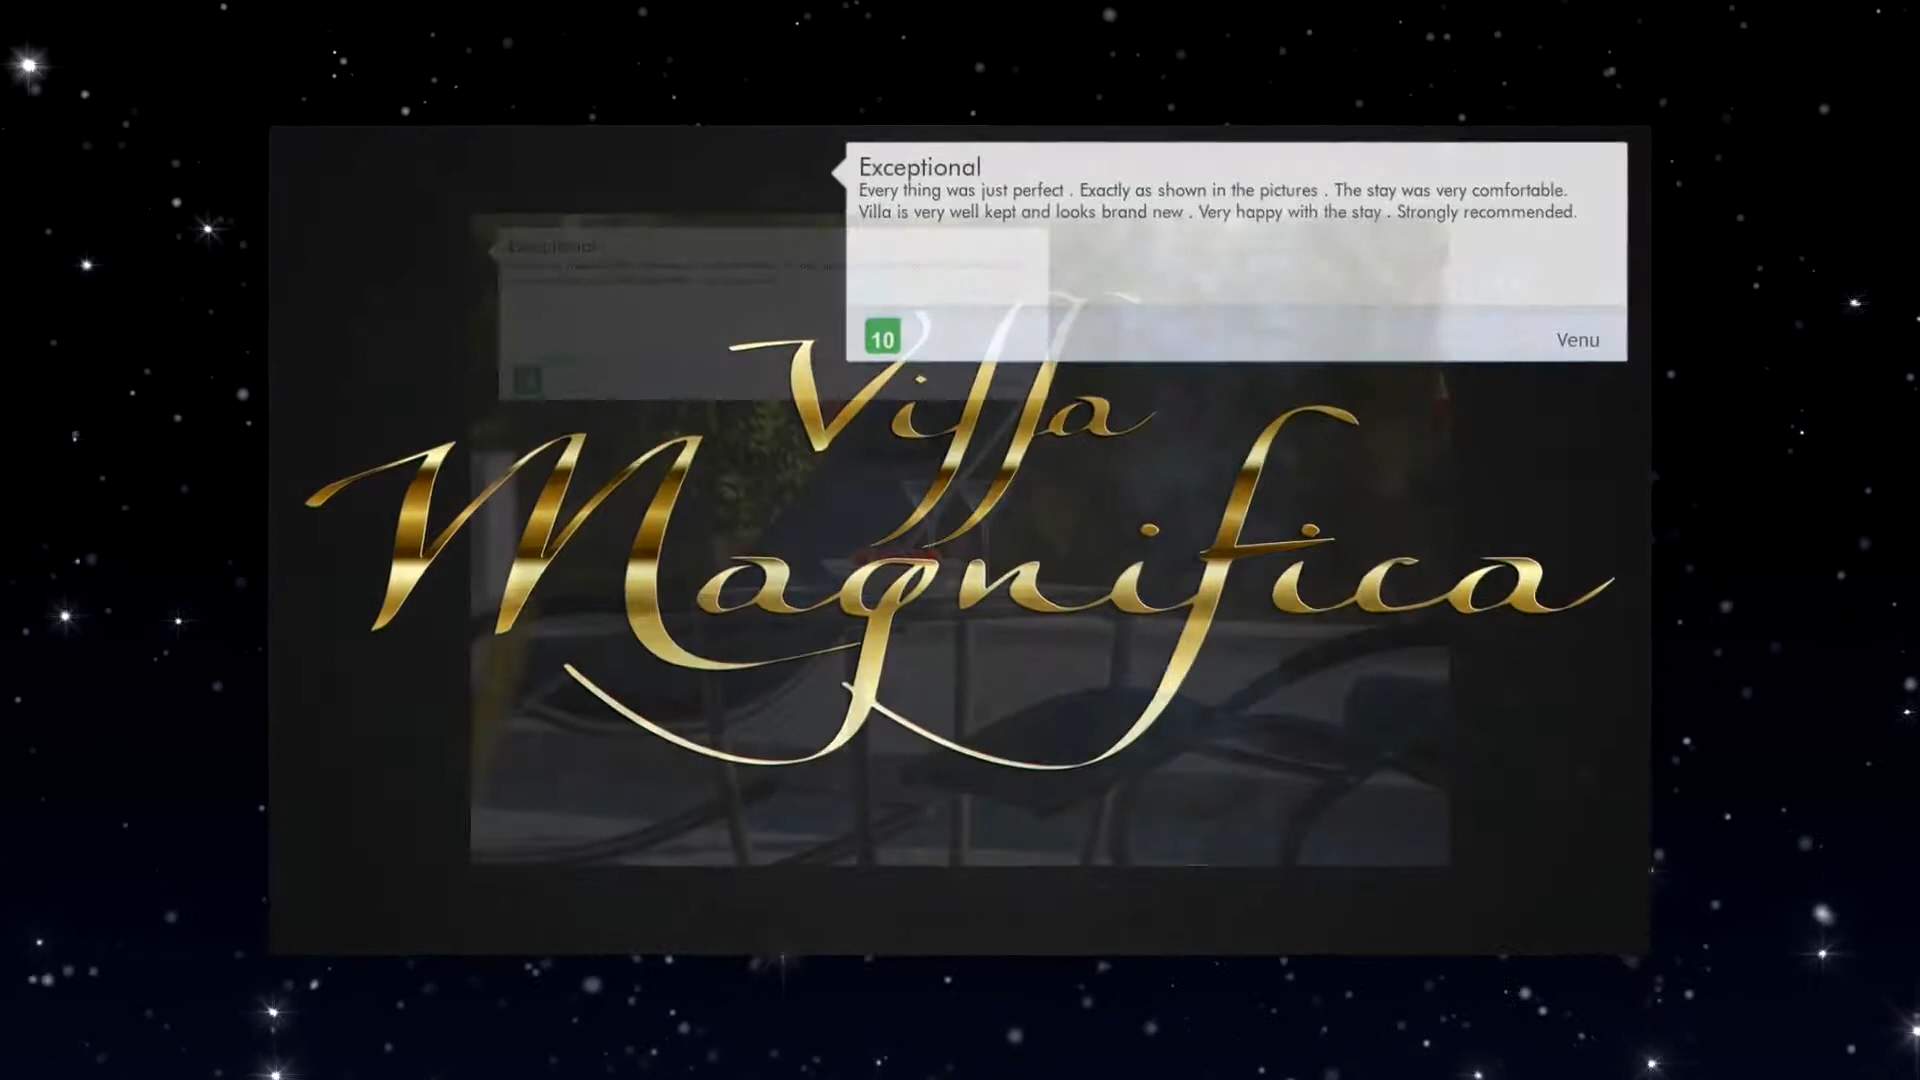 Exceptional
Every thing was just perfect . Exactly as shown in the pictures . The stay was very comfortable.
Villa is very well kept and looks brand new . Very happy with the stay . Strongly recommended.
10
Venu
Exceptional
Villa
Magnifica